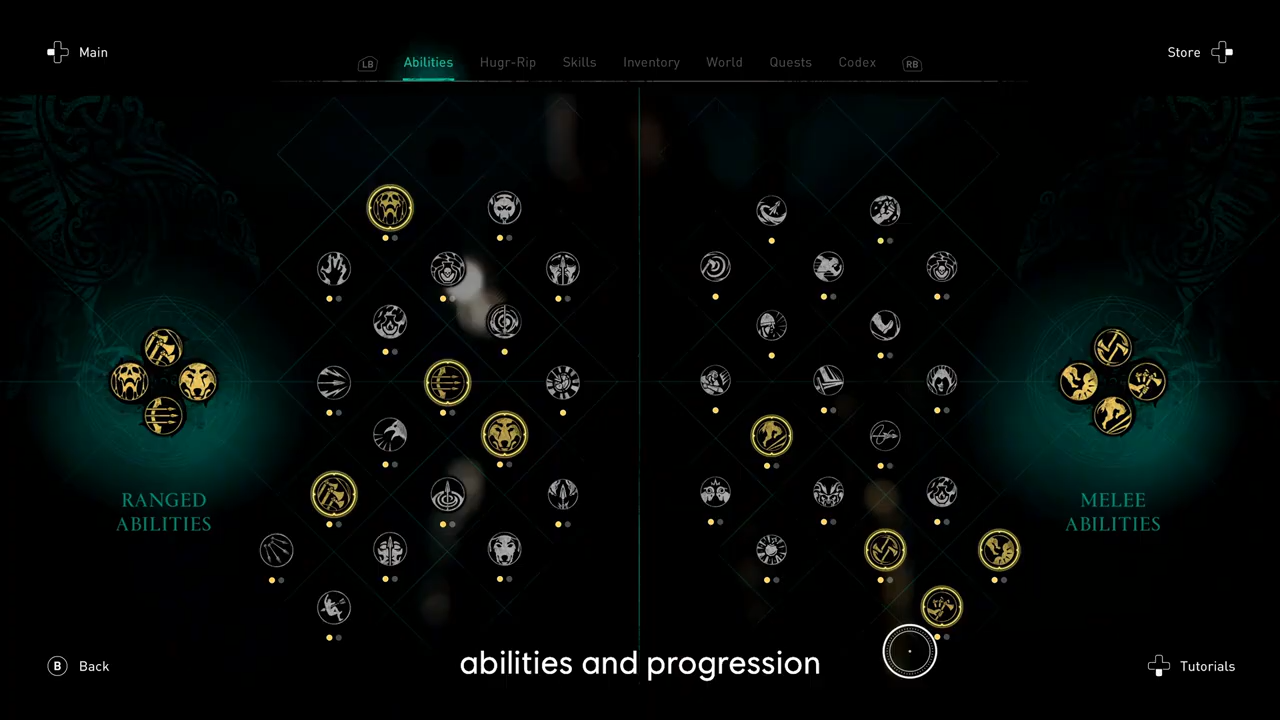 Main
LB
Abilities
Hugr-Rip
Skills
Inventory
World
Quests
Codex
RB
Store
RANGED
ABILITIES
MELEE
ABILITIES
B Back
abilities and progression
Tutorials